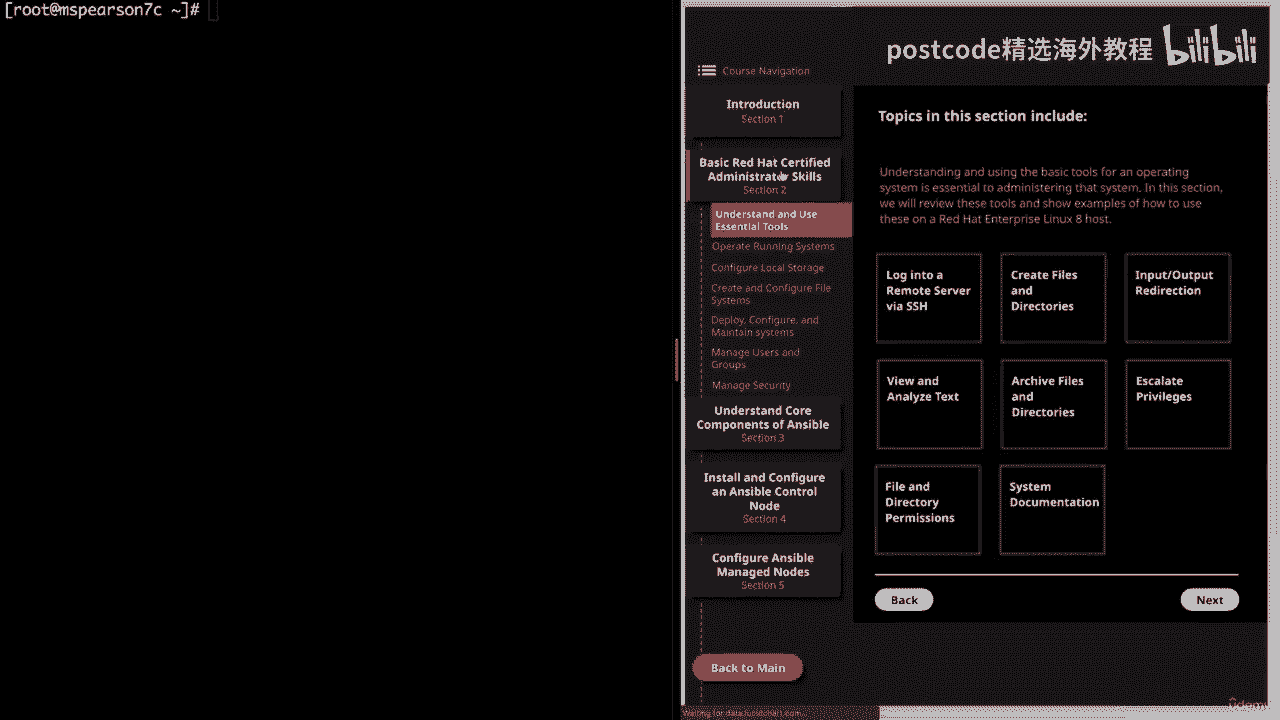 [root@mspearson7c ~]#
postcode精选海外教程 bilibili
Course Navigation
Introduction
Section 1
Basic Red Hat Certified
Administrator Skills
Section 2
Understand and Use
Essential Tools
Operate Running Systems
Configure Local Storage
Create and Configure File
Systems
Deploy, Configure, and
Maintain systems
Manage Users and
Groups
Manage Security
Understand Core
Components of Ansible
Section 3
Install and Configure
an Ansible Control
Node
Section 4
Configure Ansible
Managed Nodes
Section 5
Back to Main
Topics in this section include:
Understanding and using the basic tools for an operating
system is essential to administering that system. In this section,
we will review these tools and show examples of how to use
these on a Red Hat Enterprise Linux 8 host.
Log into a
Remote Server
via SSH
Create Files
and
Directories
Input/Output
Redirection
View and
Analyze Text
Archive Files
and
Directories
Escalate
Privileges
File and
Directory
Permissions
System
Documentation
Back
Next
Udemy